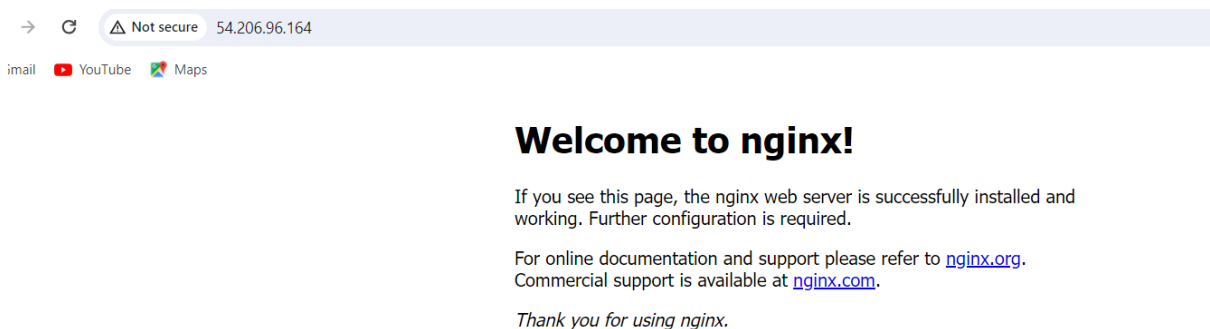 Not secure 54.206.96.164
Gmail YouTube Maps
Welcome to nginx!
If you see this page, the nginx web server is successfully installed and
working. Further configuration is required.
For online documentation and support please refer to nginx.org.
Commercial support is available at nginx.com.
Thank you for using nginx.